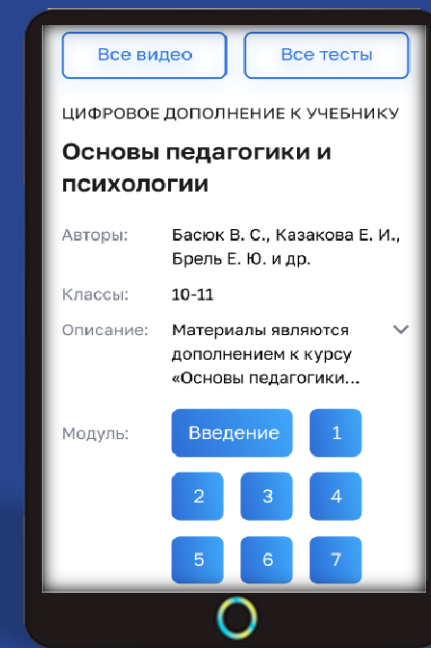 Все видео
Все тесты
ЦИФРОВОЕ ДОПОЛНЕНИЕ К УЧЕБНИКУ
Основы педагогики и
психологии
Авторы: Басюк В. С., Казакова Е. И.,
Брель Е. Ю. и др.
Классы: 10-11
Описание: Материалы являются
дополнением к курсу
«Основы педагогики...
Модуль: Введение 1
2 3 4
5 6 7